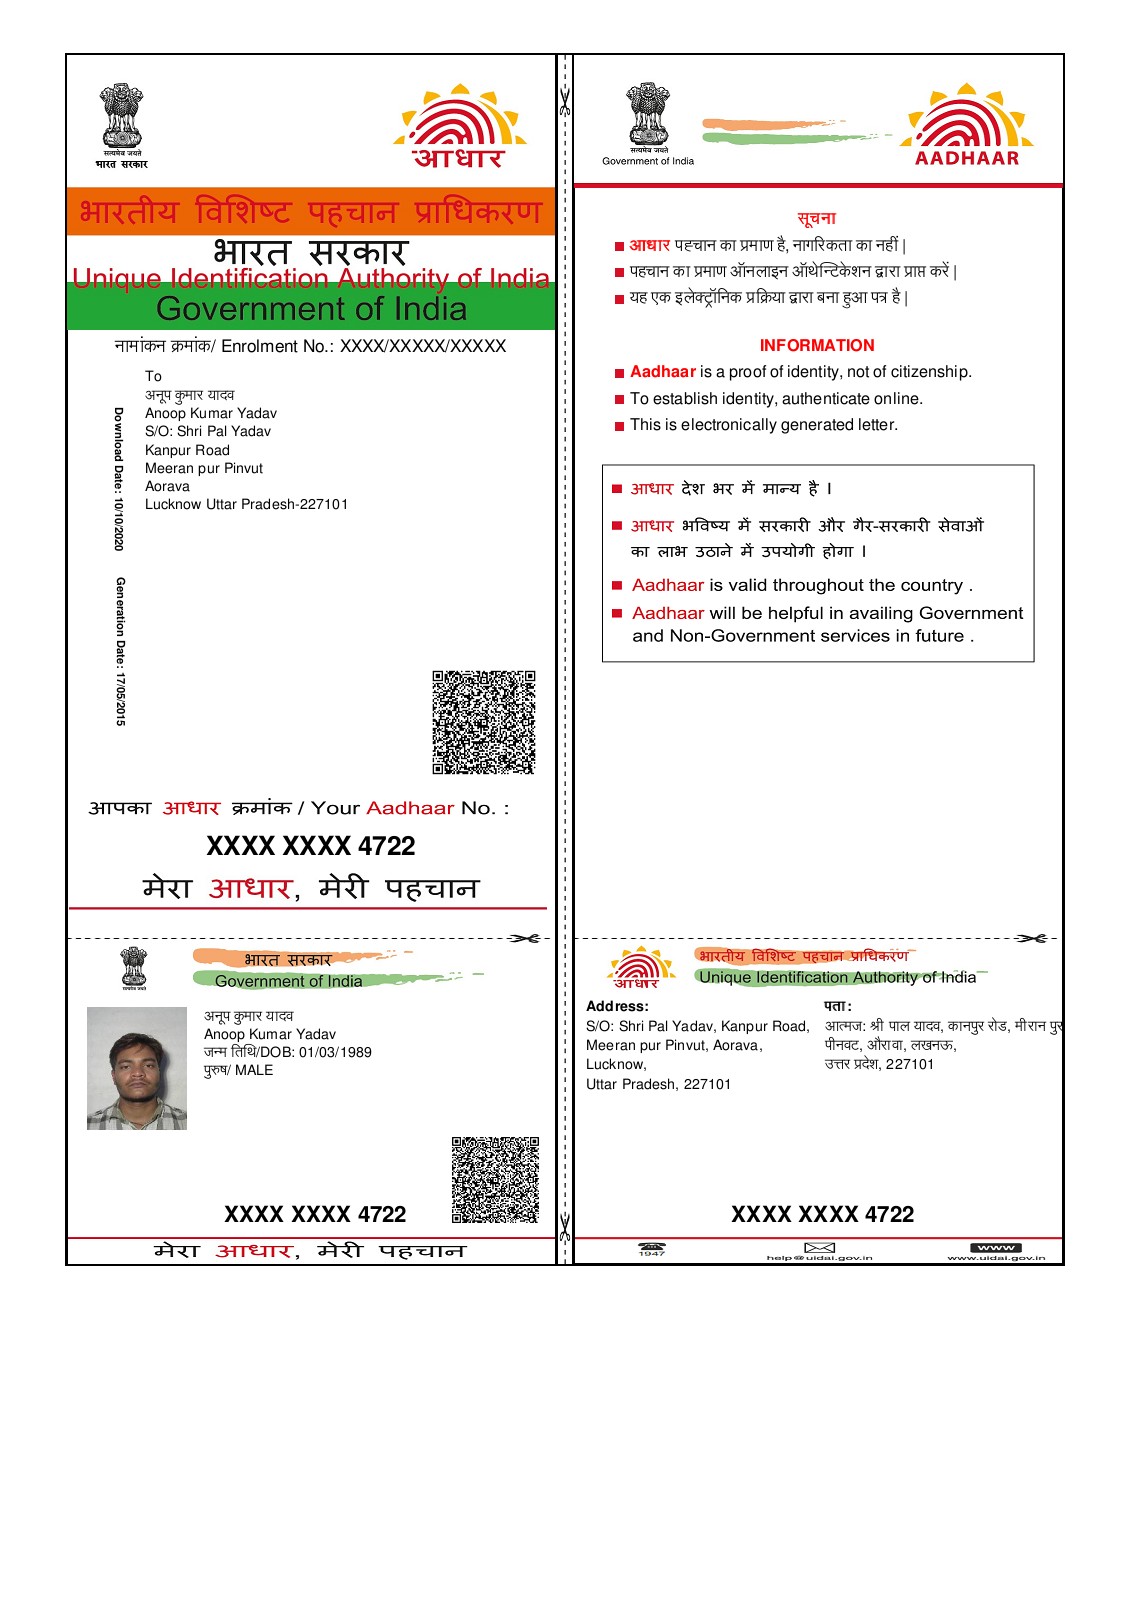 सत्यमेव जयते
भारत सरकार
आधार
भारतीय विशिष्ट पहचान प्राधिकरण
भारत सरकार
Unique Identification Authority of India
Government of India
नामांकन क्रमांक/ Enrolment No.: XXXX/XXXXX/XXXXX
To
अनूप कुमार यादव
Anoop Kumar Yadav
S/O: Shri Pal Yadav
Kanpur Road
Meeran pur Pinvut
Aorava
Lucknow Uttar Pradesh-227101
Download Date: 10/10/2020
Generation Date: 17/05/2015
आपका आधार क्रमांक / Your Aadhaar No. :
XXXX XXXX 4722
मेरा आधार, मेरी पहचान
सत्यमेव जयते
Government of India
AADHAAR
सूचना
आधार पहचान का प्रमाण है, नागरिकता का नहीं |
पहचान का प्रमाण ऑनलाइन ऑथेन्टिकेशन द्वारा प्राप्त करें |
यह एक इलेक्ट्रॉनिक प्रक्रिया द्वारा बना हुआ पत्र है |
INFORMATION
Aadhaar is a proof of identity, not of citizenship.
To establish identity, authenticate online.
This is electronically generated letter.
आधार देश भर में मान्य है ।
आधार भविष्य में सरकारी और गैर-सरकारी सेवाओं
का लाभ उठाने में उपयोगी होगा ।
Aadhaar is valid throughout the country .
Aadhaar will be helpful in availing Government
and Non-Government services in future .
सत्यमेव जयते
भारत सरकार
Government of India
अनूप कुमार यादव
Anoop Kumar Yadav
जन्म तिथि/DOB: 01/03/1989
पुरुष/ MALE
XXXX XXXX 4722
मेरा आधार, मेरी पहचान
आधार
भारतीय विशिष्ट पहचान प्राधिकरण
Unique Identification Authority of India
Address:
S/O: Shri Pal Yadav, Kanpur Road,
Meeran pur Pinvut, Aorava,
Lucknow,
Uttar Pradesh, 227101
पता:
आत्मज: श्री पाल यादव, कानपुर रोड, मीरान पुर
पीनवट, औरावा, लखनऊ,
उत्तर प्रदेश, 227101
XXXX XXXX 4722
1947
help@uidai.gov.in
www
www.uidai.gov.in